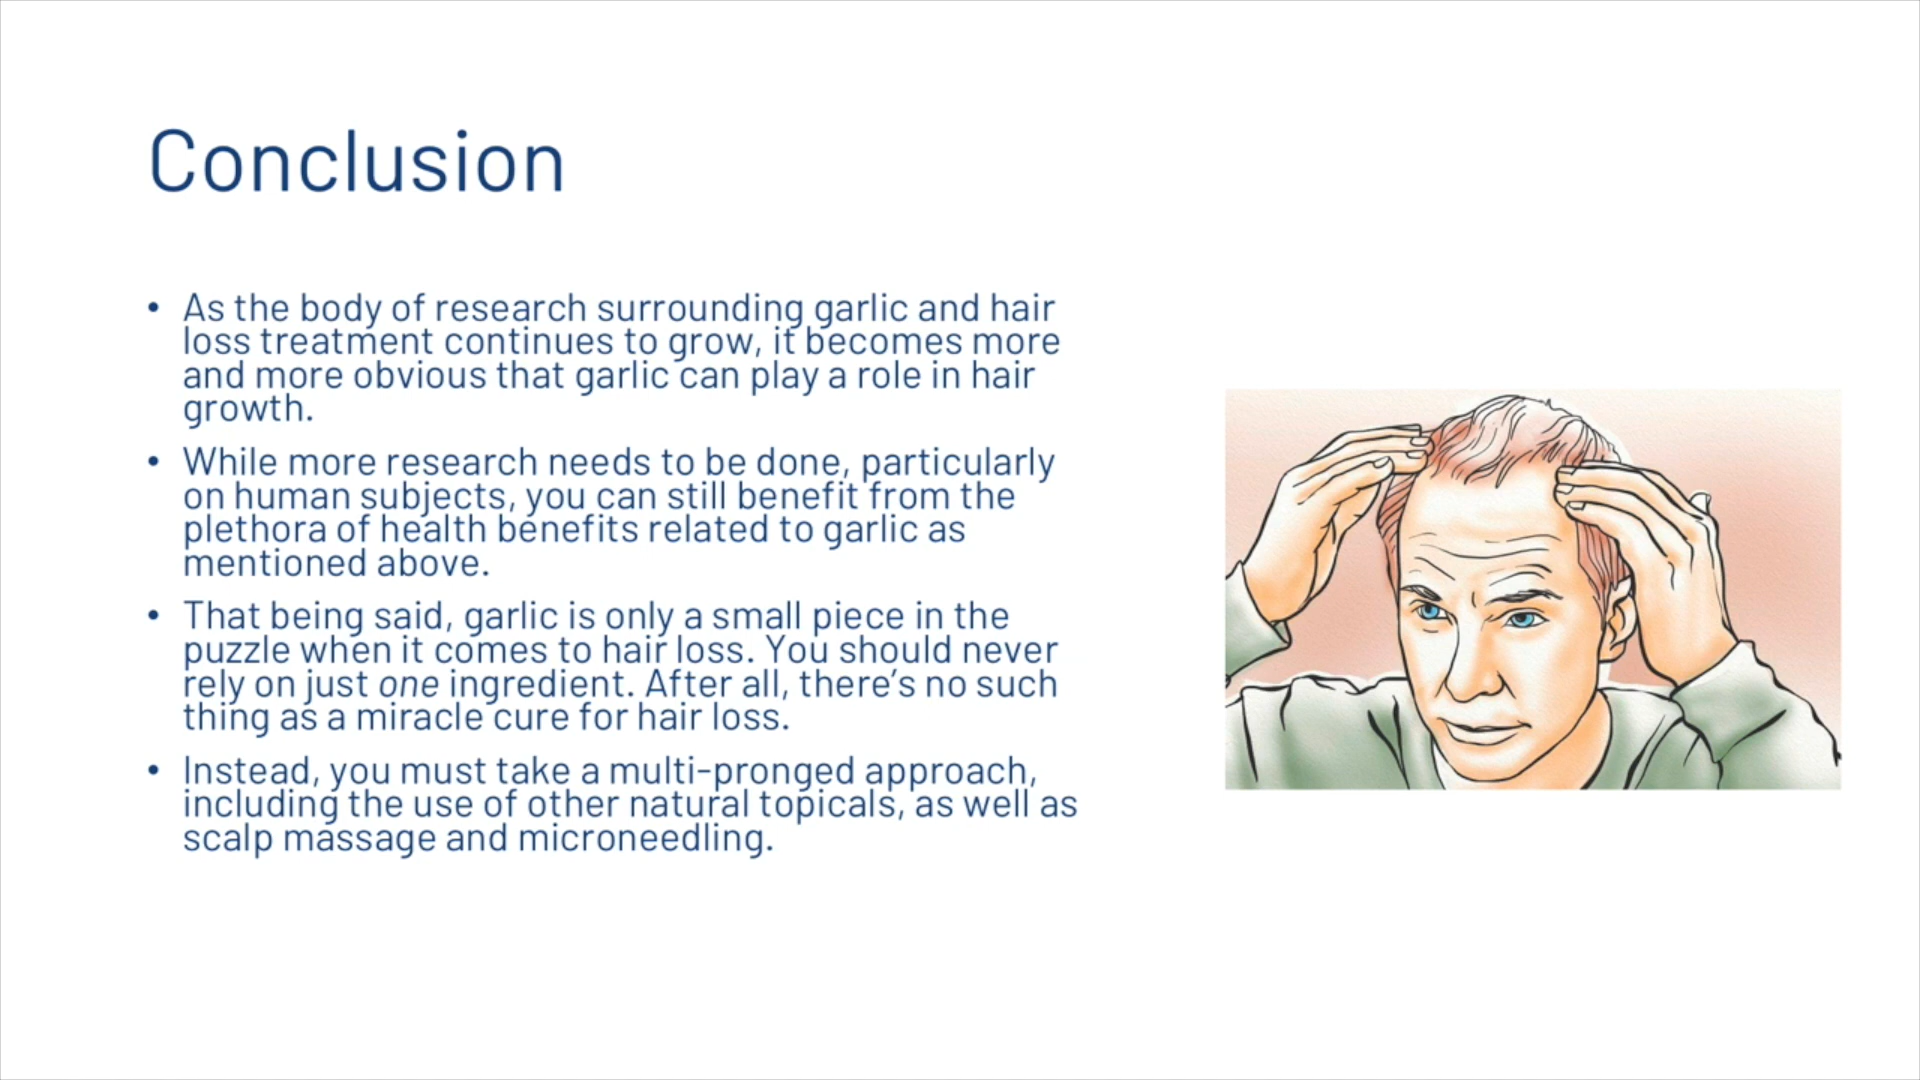 Conclusion
• As the body of research surrounding garlic and hair
loss treatment continues to grow, it becomes more
and more obvious that garlic can play a role in hair
growth.
• While more research needs to be done, particularly
on human subjects, you can still benefit from the
plethora of health benefits related to garlic as
mentioned above.
• That being said, garlic is only a small piece in the
puzzle when it comes to hair loss. You should never
rely on just one ingredient. After all, there's no such
thing as a miracle cure for hair loss.
• Instead, you must take a multi-pronged approach,
including the use of other natural topicals, as well as
scalp massage and microneedling.